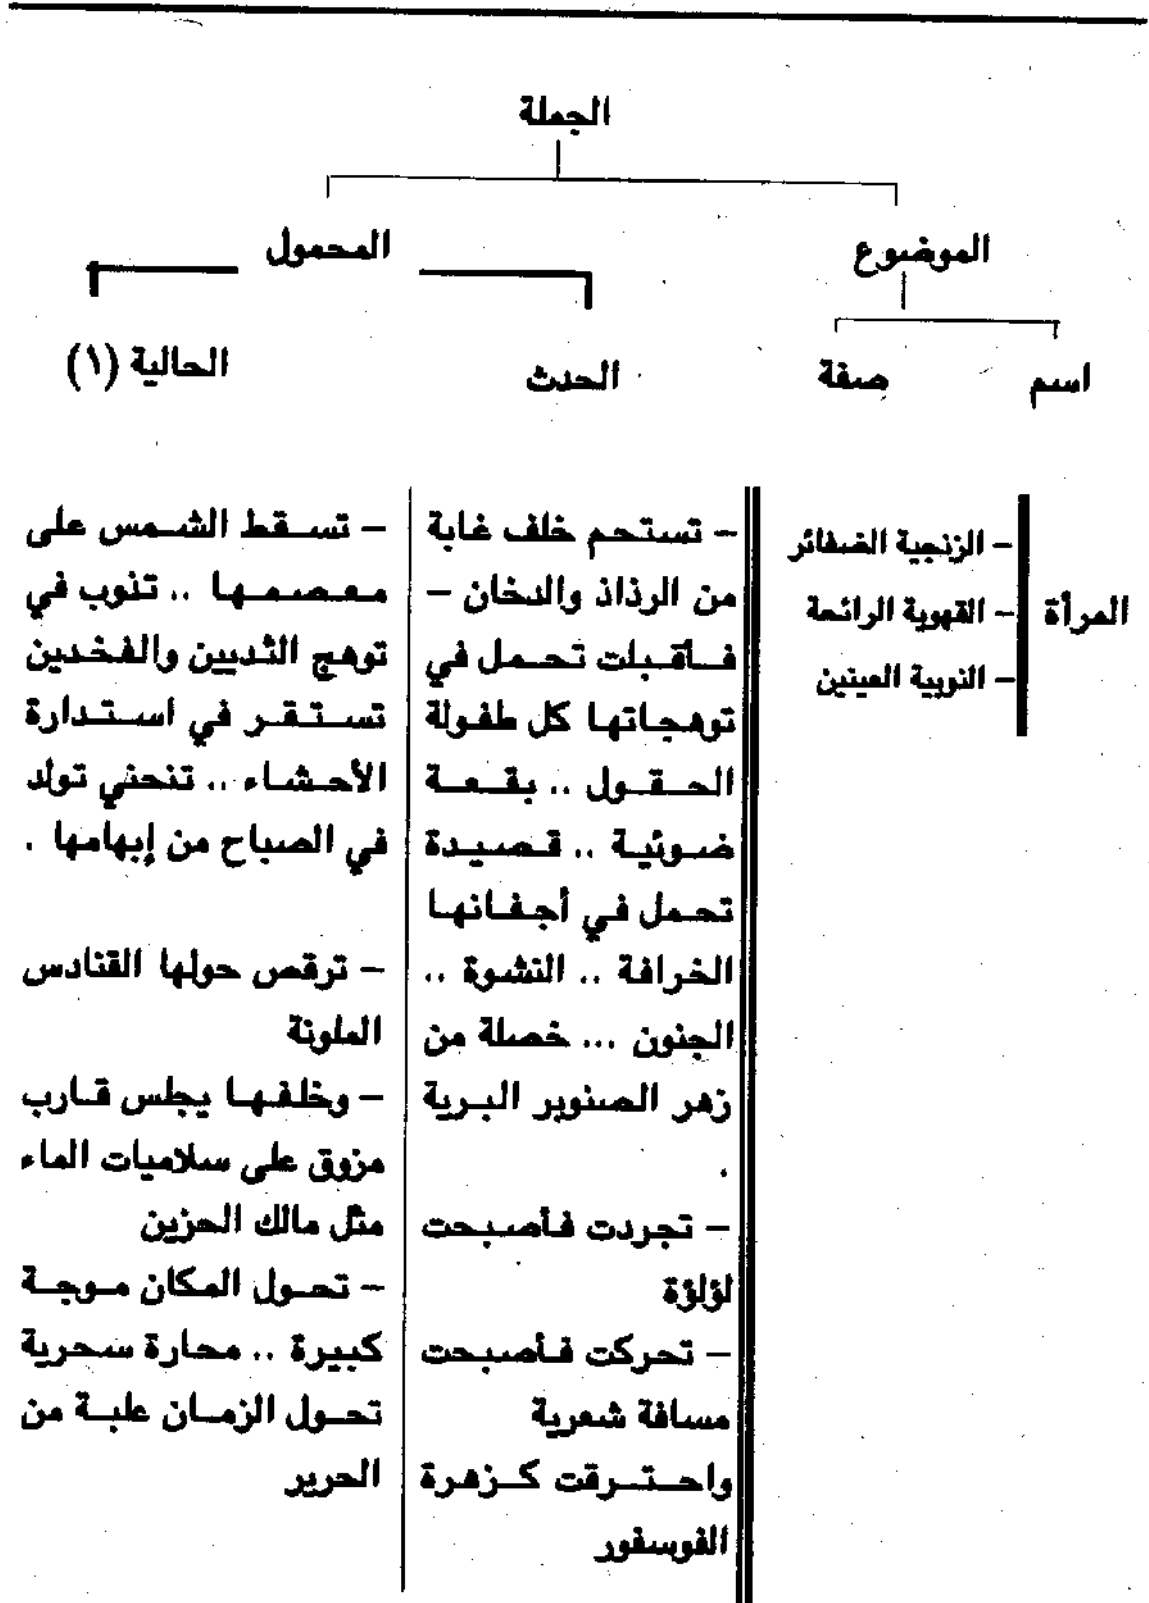 الجملة
الموضوع
المحمول
اسم
صفة
الحدث
الحالية (١)
المرأة
– الزنجية الضفائر
– القهوية الرائحة
– النوبية العينين
– تستحم خلف غابة
من الرذاذ والدخان –
فأقبلت تحمل في
توهجاتها كل طفولة
الحقول .. بقعة
ضوئية .. قصيدة
تحمل في أجفانها
الخرافة .. النشوة ..
الجنون ... خصلة من
زهر الصنوبر البرية
.
– تجردت فأصبحت
لؤلؤة
– تحركت فأصبحت
مسافة شعرية
واحترقت كزهرة
الفوسفور
– تسقط الشمس على
معصمها .. تذوب في
توهج الثديين والفخذين
تستقر في استدارة
الأحشاء .. تنحني تولد
في الصباح من إبهامها .
– ترقص حولها القنادس
الملونة
– وخلفها يجلس قارب
مزوق على سلاميات الماء
مثل مالك الحزين
– تحول المكان موجة
كبيرة .. محارة سحرية
تحول الزمان علبة من
الحرير